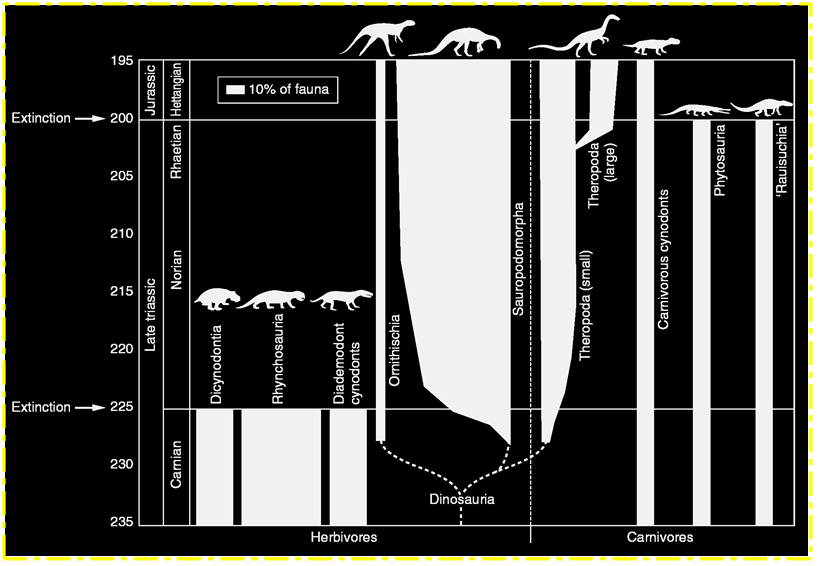 195
Jurassic
Hettangian
10% of fauna
Extinction
200
Rhaetian
205
Theropoda
(large)
Phytosauria
'Rauisuchia'
210
Late triassic
Norian
Sauropodomorpha
215
Theropoda (small)
Carnivorous cynodonts
220
Dicynodontia
Rhynchosauria
Diademodont
cynodonts
Ornithischia
Extinction
225
Carnian
230
Dinosauria
235
Herbivores
Carnivores